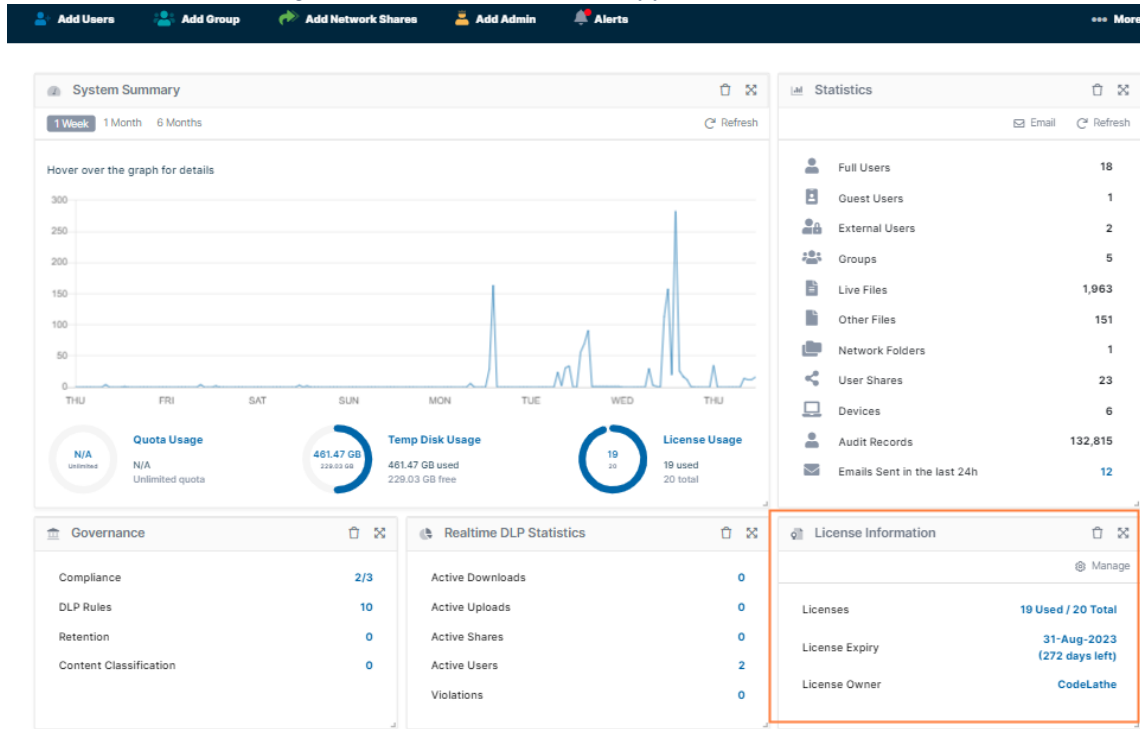 Add Users Add Group Add Network Shares Add Admin Alerts More
System Summary
1 Week 1 Month 6 Months Refresh
Hover over the graph for details
300
250
200
150
100
50
0
THU FRI SAT SUN MON TUE WED THU
N/A
Unlimited
Quota Usage
N/A
Unlimited quota
461.47 GB
229.03 GB
Temp Disk Usage
461.47 GB used
229.03 GB free
19
20
License Usage
19 used
20 total
Statistics
Email Refresh
Full Users 18
Guest Users 1
External Users 2
Groups 5
Live Files 1,963
Other Files 151
Network Folders 1
User Shares 23
Devices 6
Audit Records 132,815
Emails Sent in the last 24h 12
Governance
Compliance 2/3
DLP Rules 10
Retention 0
Content Classification 0
Realtime DLP Statistics
Active Downloads 0
Active Uploads 0
Active Shares 0
Active Users 2
Violations 0
License Information
Manage
Licenses 19 Used / 20 Total
License Expiry 31-Aug-2023
(272 days left)
License Owner CodeLathe